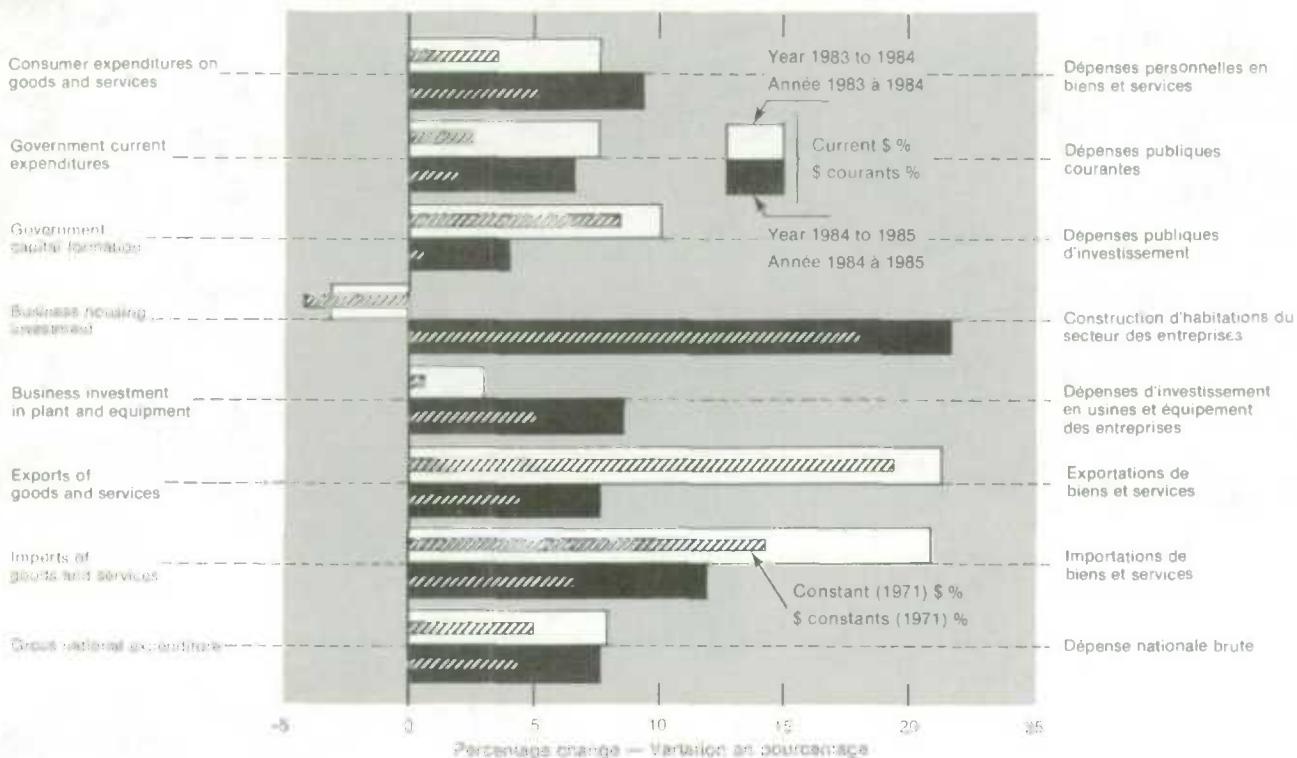 Year 1983 to 1984
Année 1983 à 1984
Consumer expenditures on
goods and services
Dépenses personnelles en
biens et services
Government current
expenditures
Current $ %
$ courants %
Dépenses publiques
courantes
Government
capital formation
Year 1984 to 1985
Année 1984 à 1985
Dépenses publiques
d'investissement
Business housing
investment
Construction d'habitations du
secteur des entreprises
Business investment
in plant and equipment
Dépenses d'investissement
en usines et équipement
des entreprises
Exports of
goods and services
Exportations de
biens et services
Imports of
goods and services
Importations de
biens et services
Constant (1971) $ %
$ constants (1971) %
Gross national expenditure
Dépense nationale brute
-5 0 5 10 15 20 25
Percentage change — Variation en pourcentage